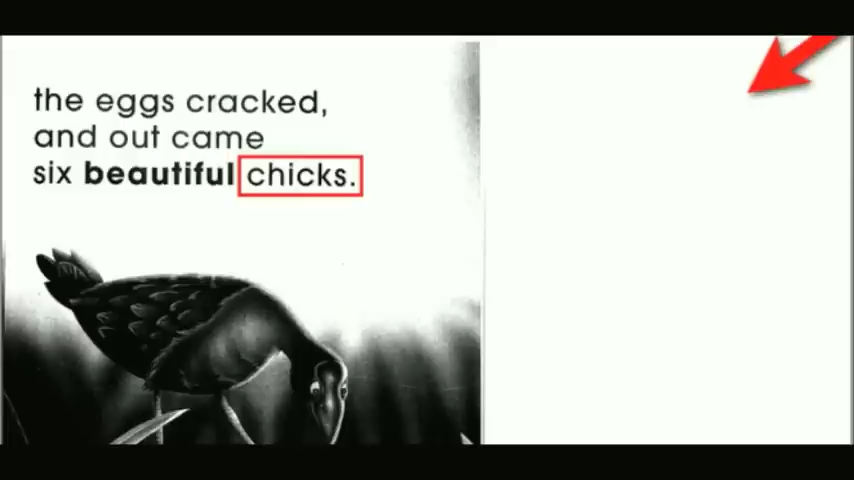 the eggs cracked,
and out came
six beautiful chicks.